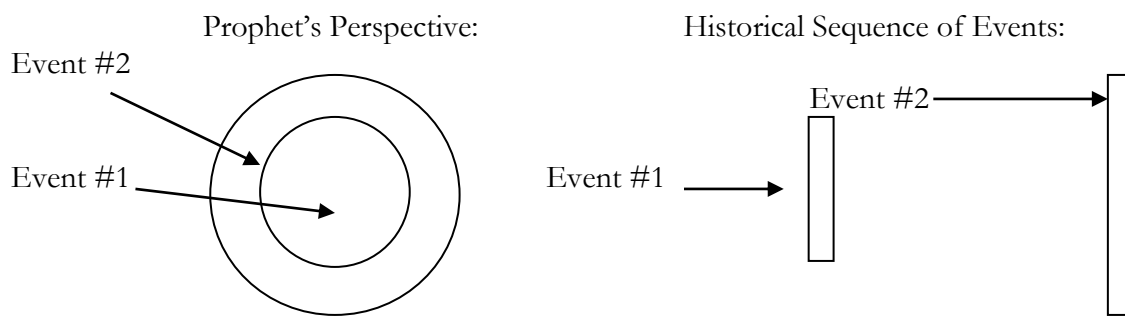 Prophet’s Perspective:
Event #2
Event #1
Historical Sequence of Events:
Event #2
Event #1